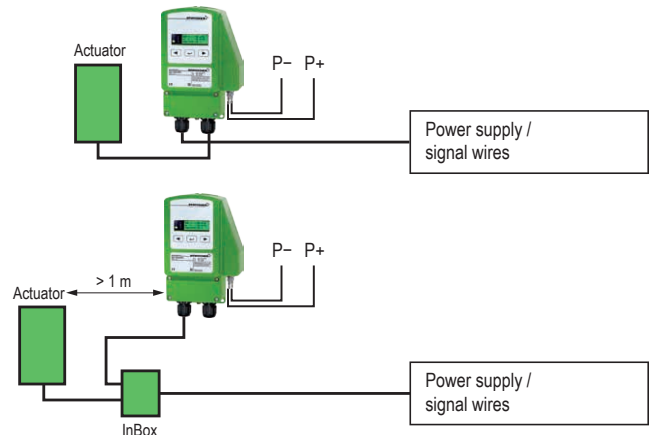 Actuator
P– P+
Power supply /
signal wires
P– P+
> 1 m
Actuator
Power supply /
signal wires
InBox